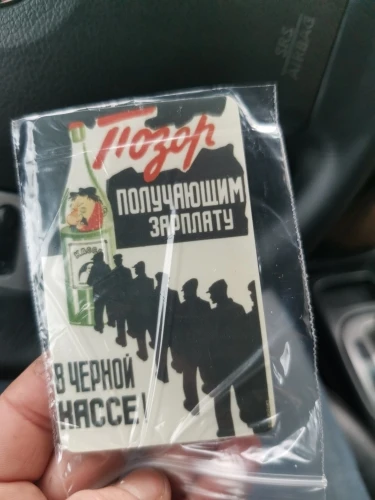 Позор
ПОЛУЧАЮЩИМ
ЗАРПЛАТУ
В ЧЕРНОЙ
КАССЕ!